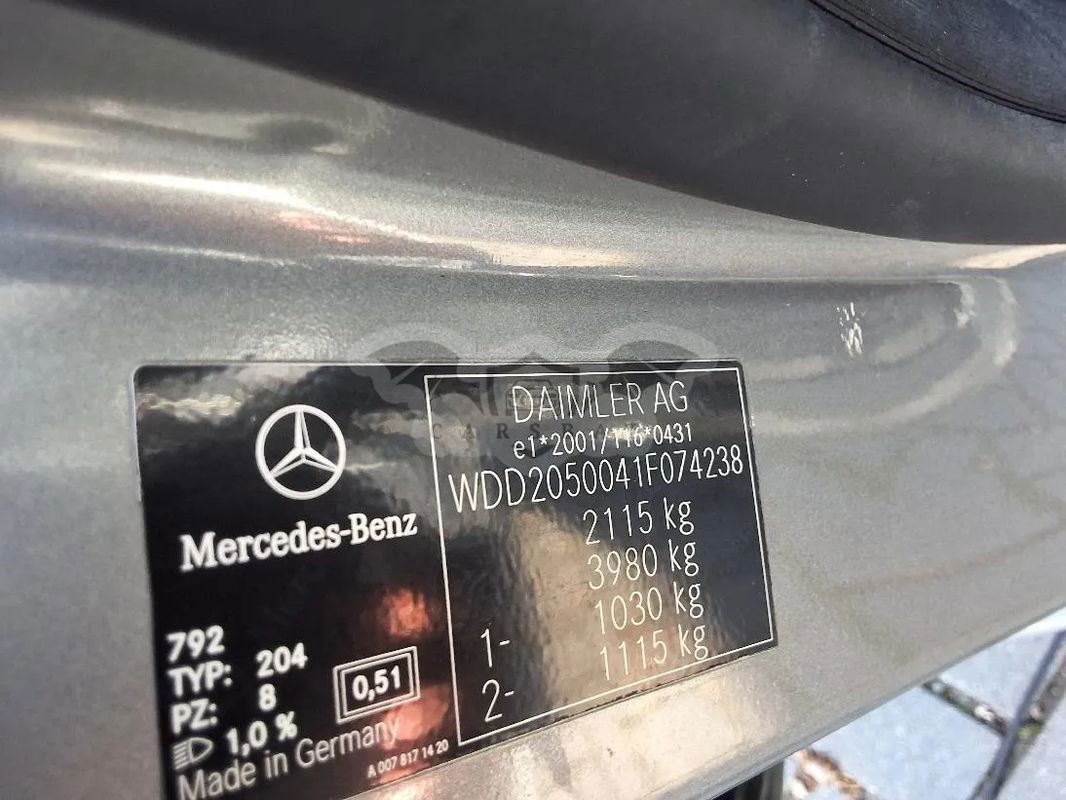 Mercedes-Benz
792
TYP: 204
PZ: 8
1,0 %
0,51
Made in Germany
A 007 817 14 20
DAIMLER AG
e1*2001/116*0431
WDD2050041F074238
2115 kg
3980 kg
1- 1030 kg
2- 1115 kg